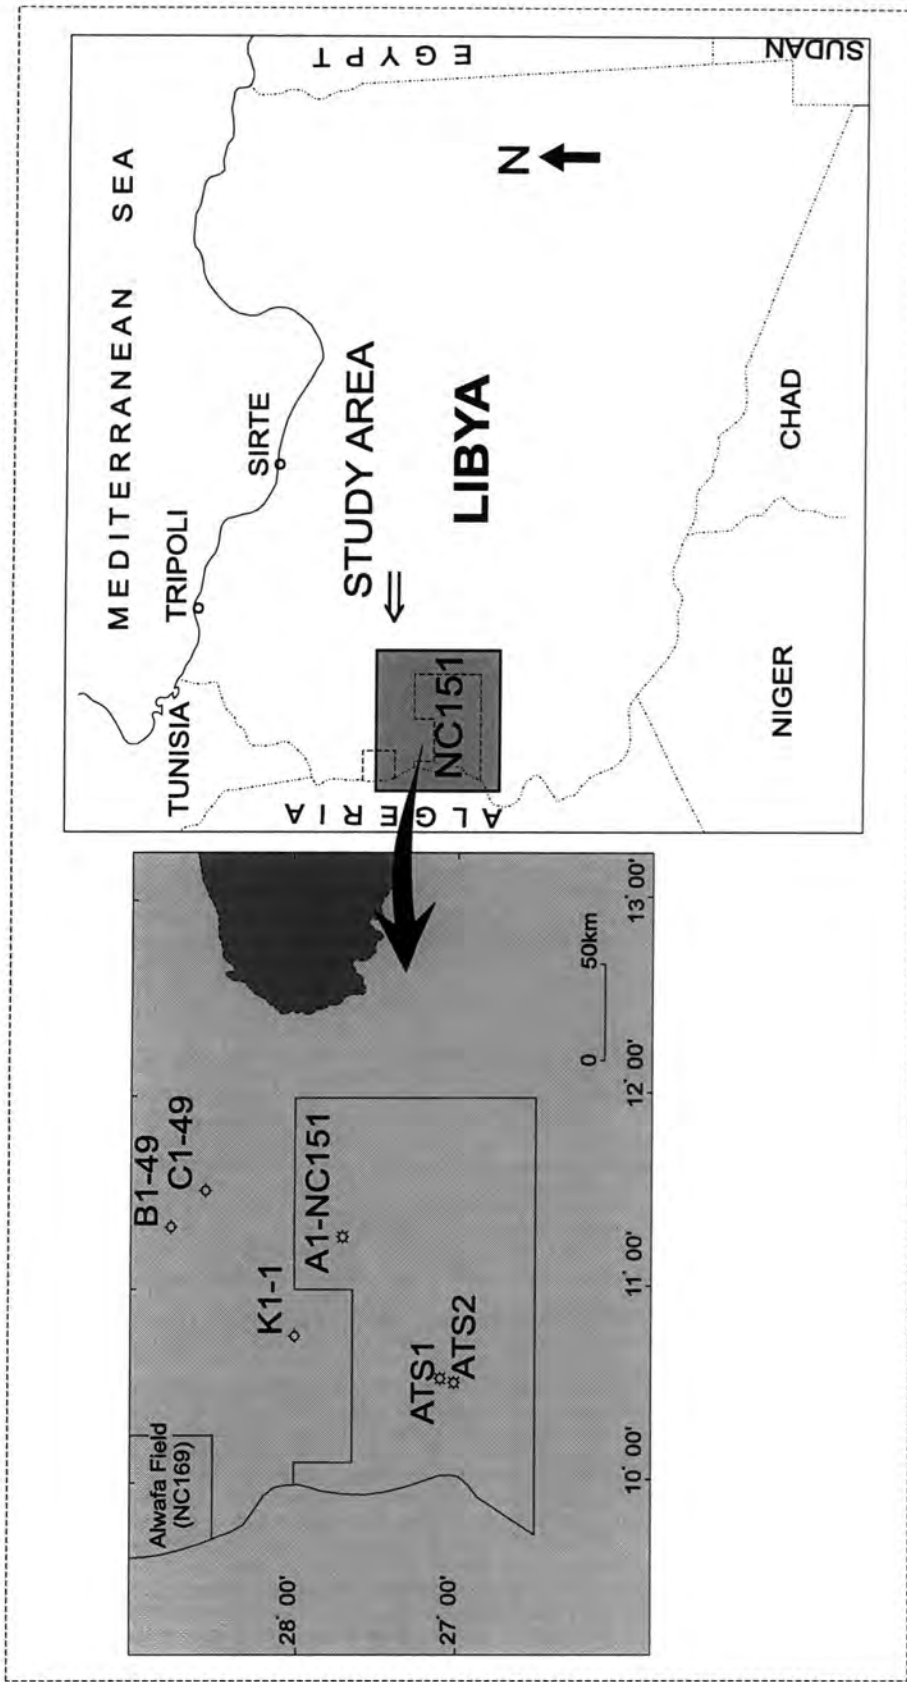 MEDITERRANEAN SEA
TUNISIA
TRIPOLI
SIRTE
EGYPT
ALGERIA
STUDY AREA
NC151
LIBYA
N
NIGER
CHAD
SUDAN
Alwafa Field
(NC169)
B1-49
C1-49
K1-1
A1-NC151
ATS1
ATS2
28° 00'
27° 00'
0 50km
10° 00'
11° 00'
12° 00'
13° 00'